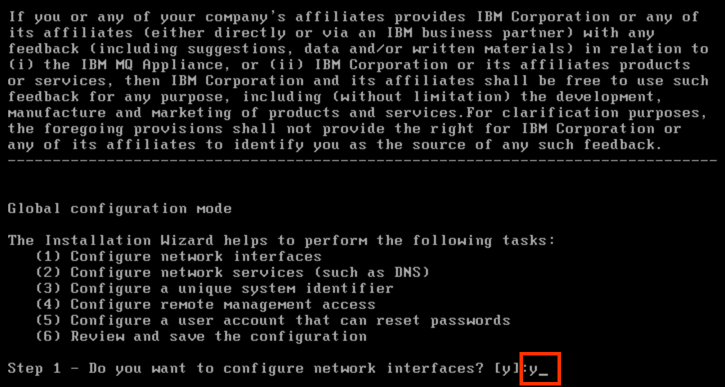 If you or any of your company's affiliates provides IBM Corporation or any of
its affiliates (either directly or via an IBM business partner) with any
feedback (including suggestions, data and/or written materials) in relation to
(i) the IBM MQ Appliance, or (ii) IBM Corporation or its affiliates products
or services, then IBM Corporation and its affiliates shall be free to use such
feedback for any purpose, including (without limitation) the development,
manufacture and marketing of products and services.For clarification purposes,
the foregoing provisions shall not provide the right for IBM Corporation or
any of its affiliates to identify you as the source of any such feedback.
-------------------------------------------------------------------------------
Global configuration mode
The Installation Wizard helps to perform the following tasks:
(1) Configure network interfaces
(2) Configure network services (such as DNS)
(3) Configure a unique system identifier
(4) Configure remote management access
(5) Configure a user account that can reset passwords
(6) Review and save the configuration
Step 1 - Do you want to configure network interfaces? [y]:y_